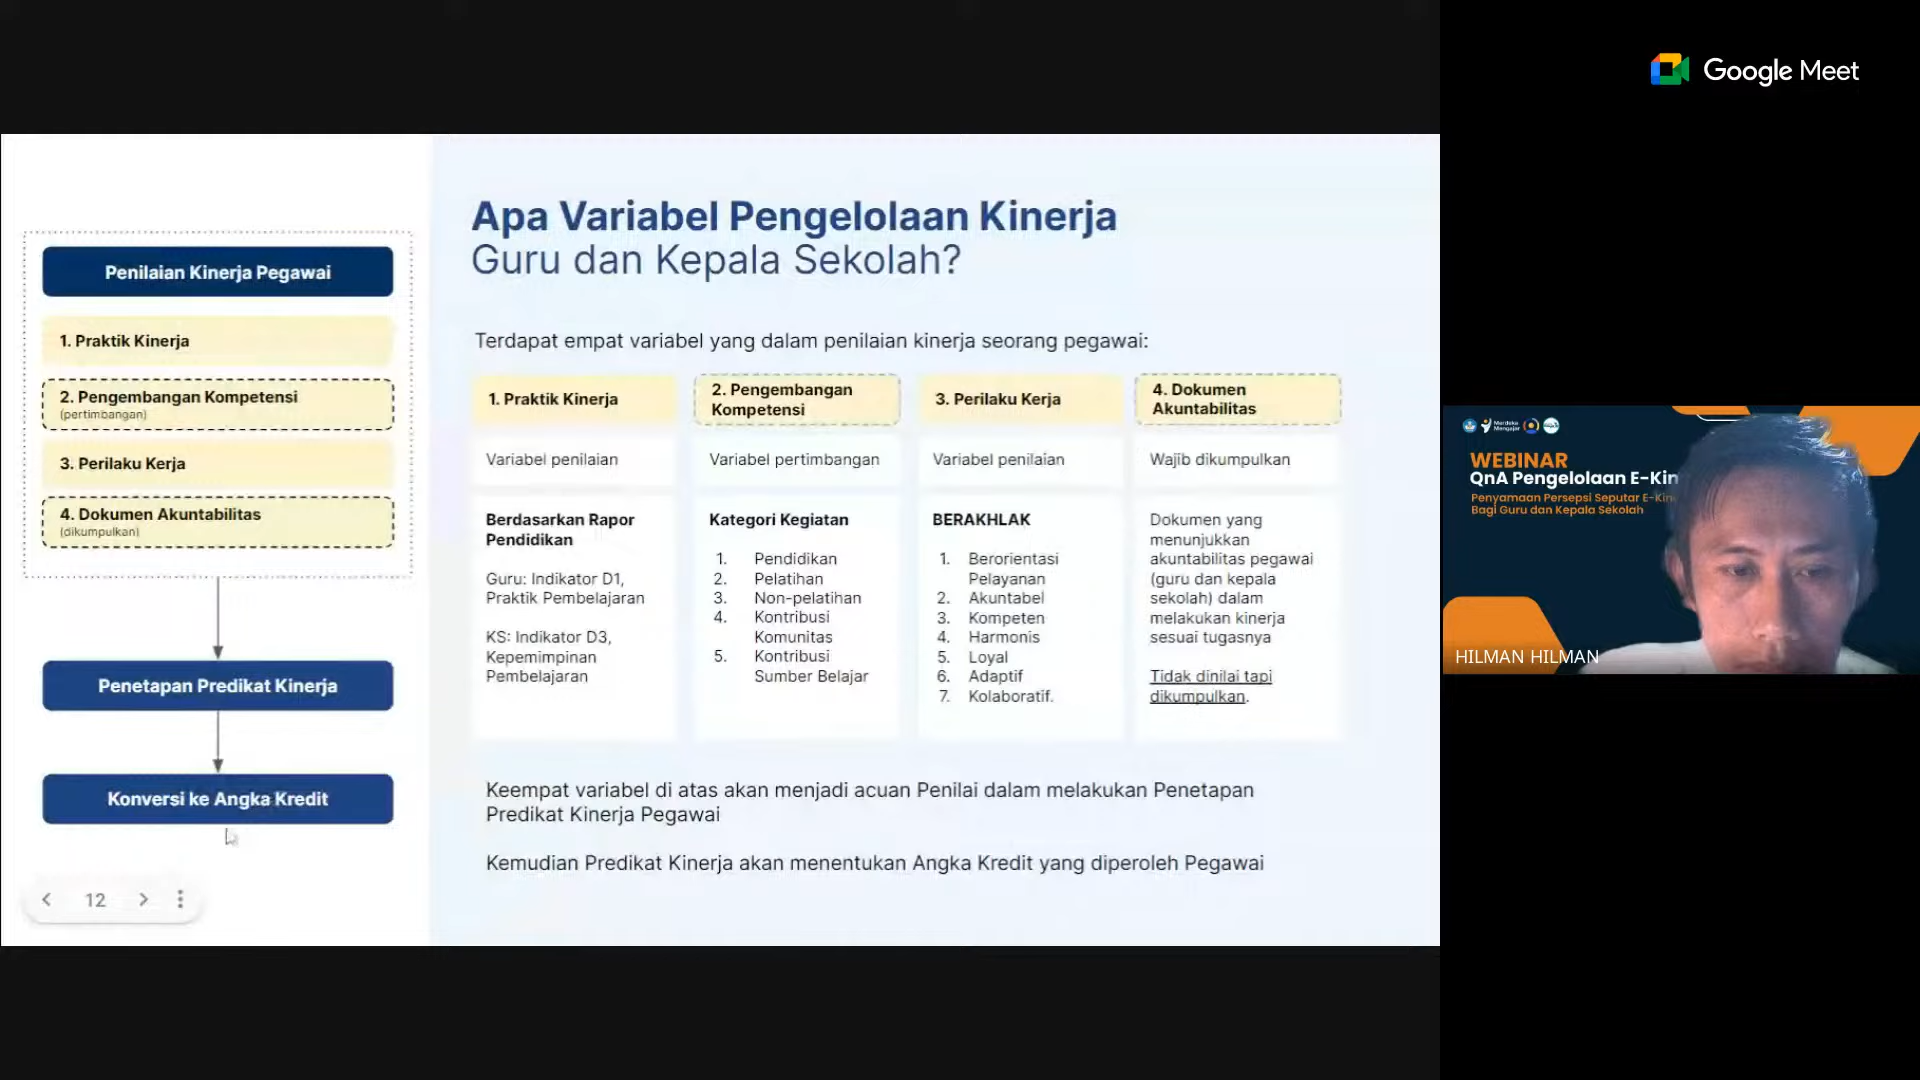 Google Meet
Penilaian Kinerja Pegawai
1. Praktik Kinerja
2. Pengembangan Kompetensi
(pertimbangan)
3. Perilaku Kerja
4. Dokumen Akuntabilitas
(dikumpulkan)
Penetapan Predikat Kinerja
Konversi ke Angka Kredit
12
Apa Variabel Pengelolaan Kinerja
Guru dan Kepala Sekolah?
Terdapat empat variabel yang dalam penilaian kinerja seorang pegawai:
1. Praktik Kinerja
Variabel penilaian
Berdasarkan Rapor
Pendidikan
Guru: Indikator D1,
Praktik Pembelajaran
KS: Indikator D3,
Kepemimpinan
Pembelajaran
2. Pengembangan
Kompetensi
Variabel pertimbangan
Kategori Kegiatan
1. Pendidikan
2. Pelatihan
3. Non-pelatihan
4. Kontribusi
Komunitas
5. Kontribusi
Sumber Belajar
3. Perilaku Kerja
Variabel penilaian
BERAKHLAK
1. Berorientasi
Pelayanan
2. Akuntabel
3. Kompeten
4. Harmonis
5. Loyal
6. Adaptif
7. Kolaboratif.
4. Dokumen
Akuntabilitas
Wajib dikumpulkan
Dokumen yang
menunjukkan
akuntabilitas pegawai
(guru dan kepala
sekolah) dalam
melakukan kinerja
sesuai tugasnya
Tidak dinilai tapi
dikumpulkan.
Keempat variabel di atas akan menjadi acuan Penilai dalam melakukan Penetapan
Predikat Kinerja Pegawai
Kemudian Predikat Kinerja akan menentukan Angka Kredit yang diperoleh Pegawai
Merdeka
Mengajar
WEBINAR
QnA Pengelolaan E-Kin
Penyamaan Persepsi Seputar E-Kin
Bagi Guru dan Kepala Sekolah
HILMAN HILMAN